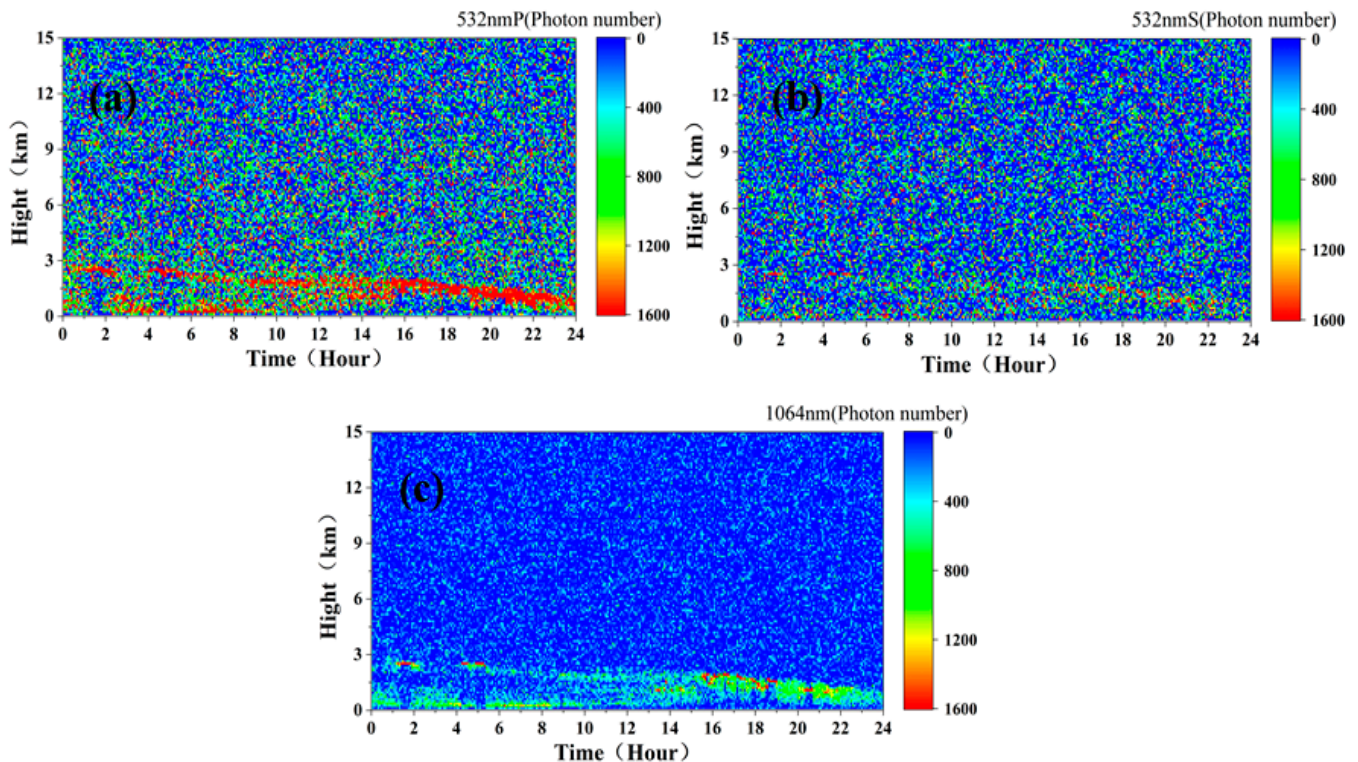 532nmP(Photon number)
15
12
9
6
3
0
Hight（km）
(a)
0 2 4 6 8 10 12 14 16 18 20 22 24
Time（Hour）
0
400
800
1200
1600
532nmS(Photon number)
15
12
9
6
3
0
Hight（km）
(b)
0 2 4 6 8 10 12 14 16 18 20 22 24
Time（Hour）
0
400
800
1200
1600
1064nm(Photon number)
15
12
9
6
3
0
Hight（km）
(c)
0 2 4 6 8 10 12 14 16 18 20 22 24
Time（Hour）
0
400
800
1200
1600